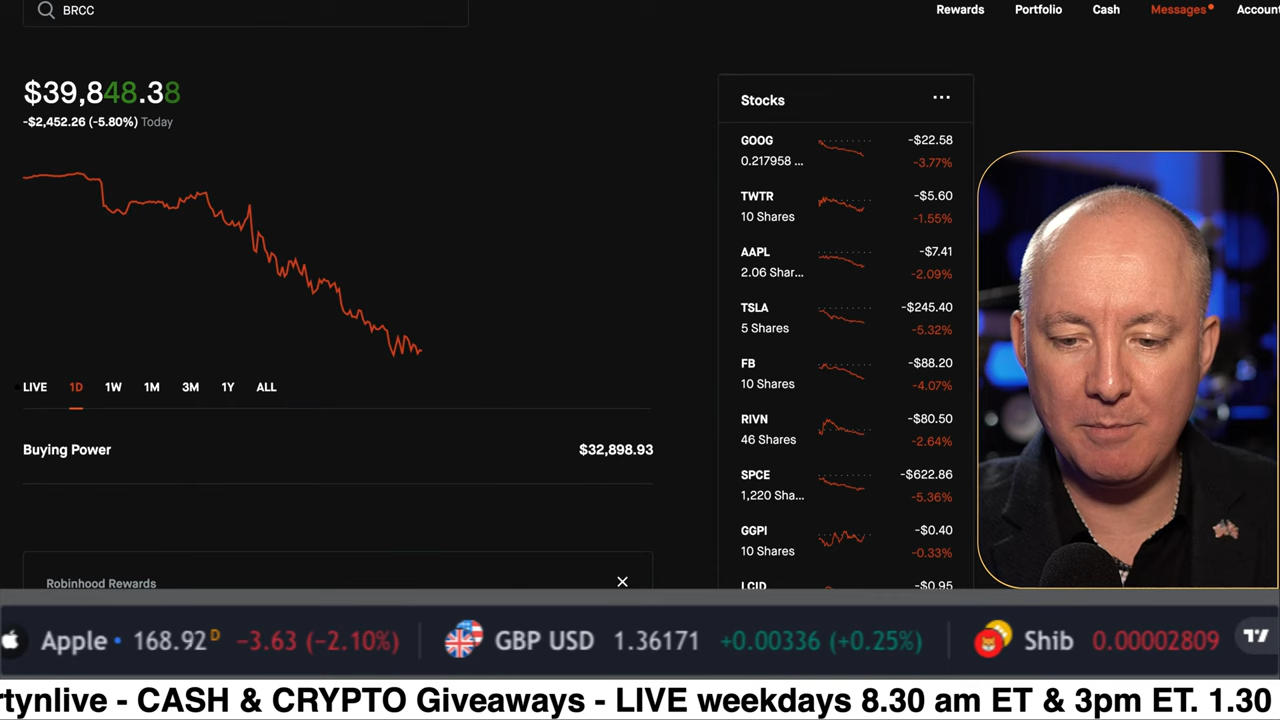 BRCC
Rewards Portfolio Cash Messages Account
$39,848.38
-$2,452.26 (-5.80%) Today
LIVE 1D 1W 1M 3M 1Y ALL
Buying Power $32,898.93
Robinhood Rewards
Stocks
GOOG -$22.58
0.217958 ... -3.77%
TWTR -$5.60
10 Shares -1.55%
AAPL -$7.41
2.06 Shar... -2.09%
TSLA -$245.40
5 Shares -5.32%
FB -$88.20
10 Shares -4.07%
RIVN -$80.50
46 Shares -2.64%
SPCE -$622.86
1,220 Sha... -5.36%
GGPI -$0.40
10 Shares -0.33%
LCID -$0.95
Apple 168.92 D -3.63 (-2.10%) GBP USD 1.36171 +0.00336 (+0.25%) Shib 0.00002809
rtynlive - CASH & CRYPTO Giveaways - LIVE weekdays 8.30 am ET & 3pm ET. 1.30